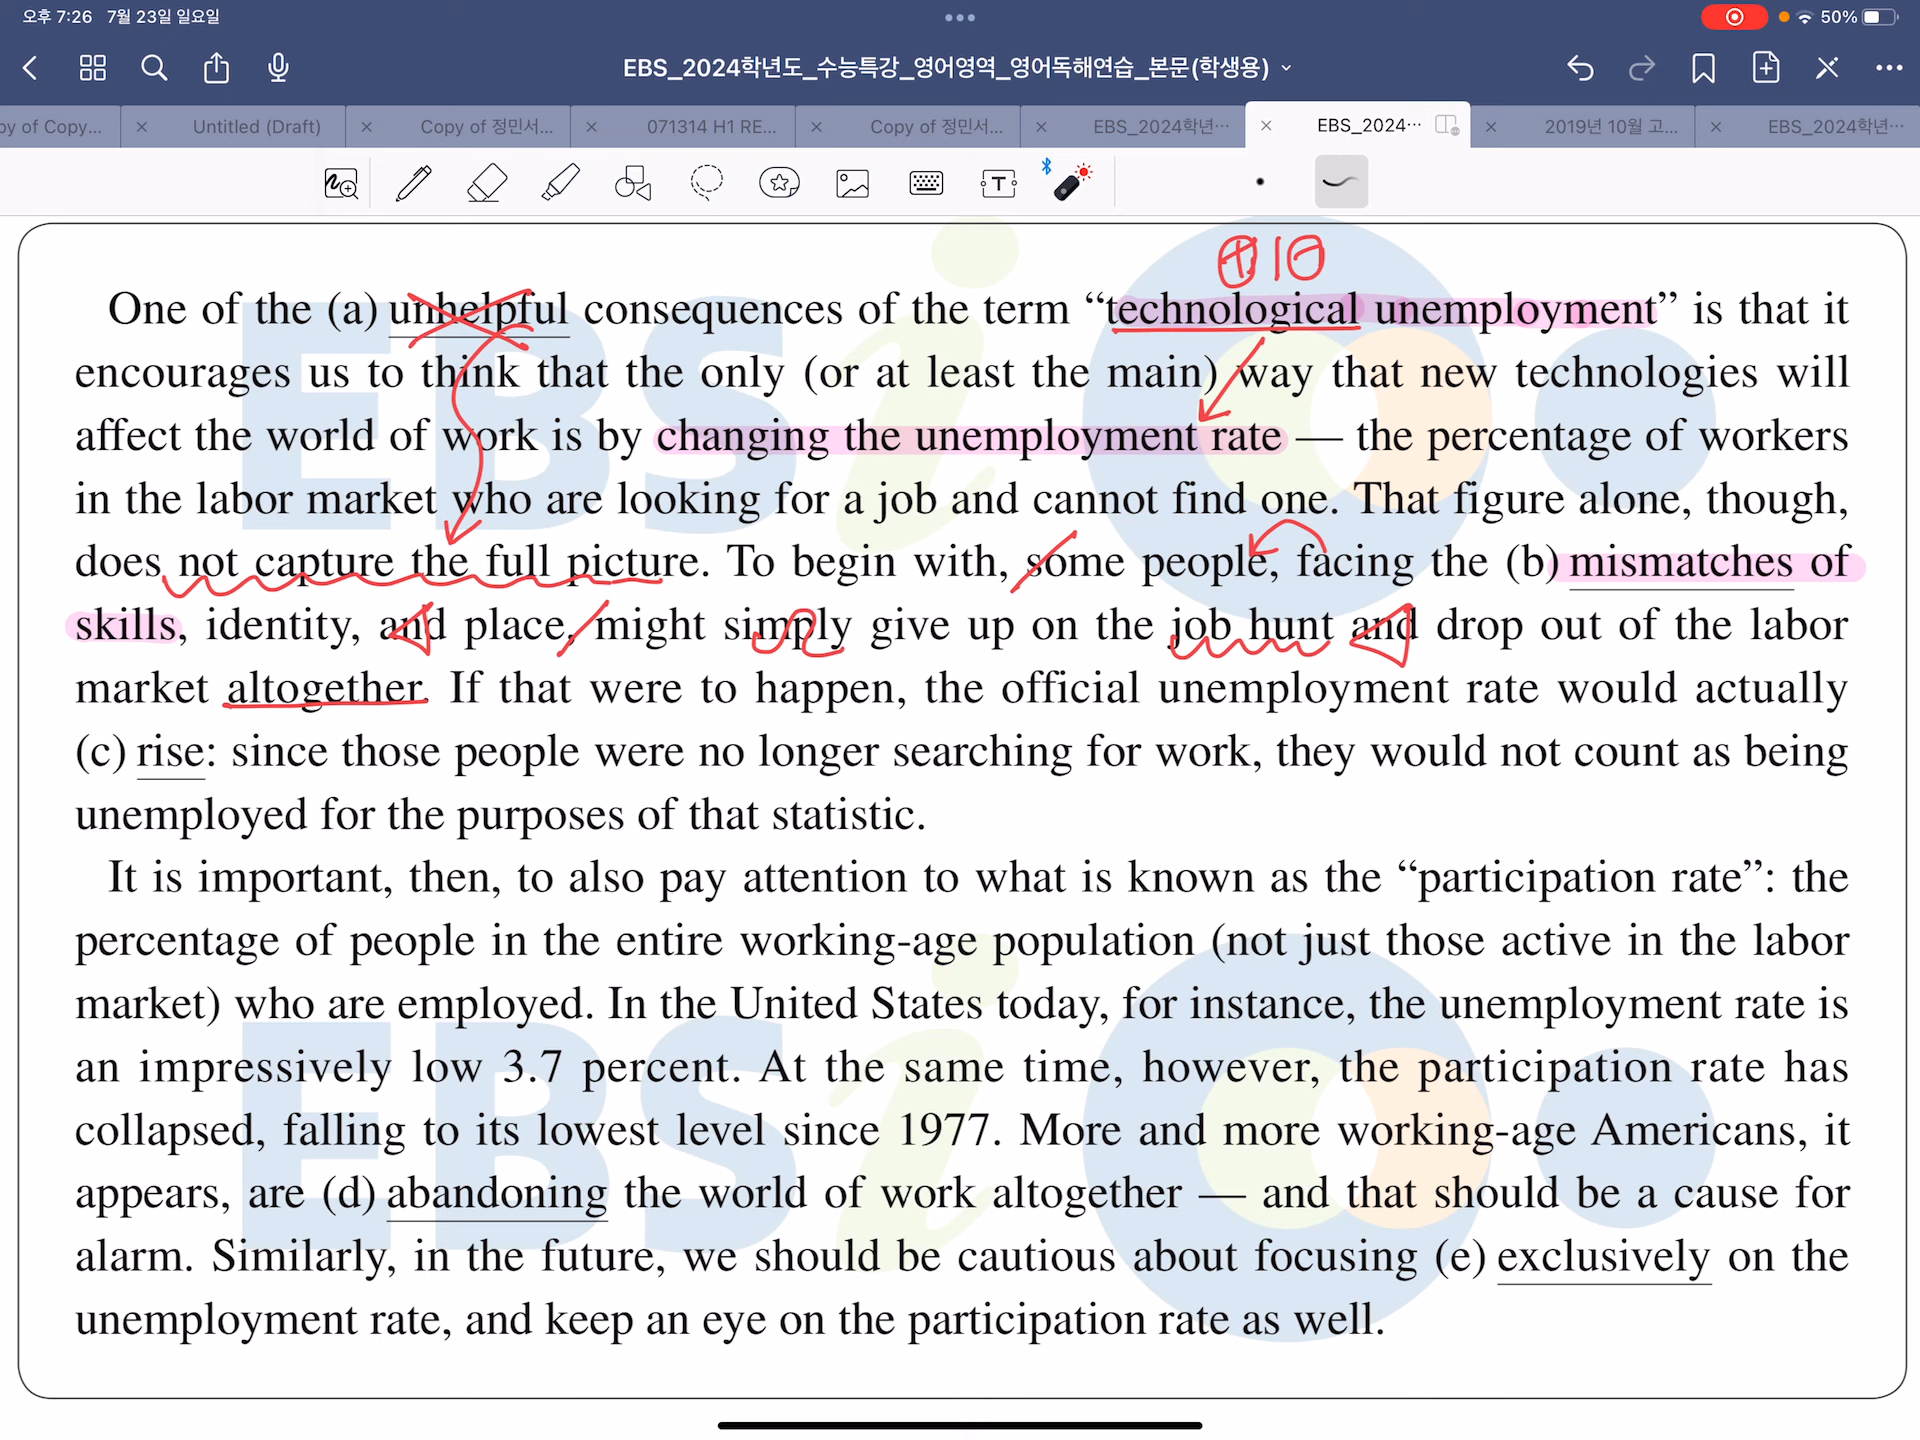 오후 7:26 7월 23일 일요일
50%
EBS_2024학년도_수능특강_영어영역_영어독해연습_본문(학생용)
py of Copy...
Untitled (Draft)
Copy of 정민서...
071314 H1 RE...
Copy of 정민서...
EBS_2024학년...
EBS_2024...
2019년 10월 고...
EBS_2024학년...
One of the (a) unhelpful consequences of the term “technological unemployment” is that it
encourages us to think that the only (or at least the main) way that new technologies will
affect the world of work is by changing the unemployment rate — the percentage of workers
in the labor market who are looking for a job and cannot find one. That figure alone, though,
does not capture the full picture. To begin with, some people, facing the (b) mismatches of
skills, identity, and place, might simply give up on the job hunt and drop out of the labor
market altogether. If that were to happen, the official unemployment rate would actually
(c) rise: since those people were no longer searching for work, they would not count as being
unemployed for the purposes of that statistic.
It is important, then, to also pay attention to what is known as the “participation rate”: the
percentage of people in the entire working-age population (not just those active in the labor
market) who are employed. In the United States today, for instance, the unemployment rate is
an impressively low 3.7 percent. At the same time, however, the participation rate has
collapsed, falling to its lowest level since 1977. More and more working-age Americans, it
appears, are (d) abandoning the world of work altogether — and that should be a cause for
alarm. Similarly, in the future, we should be cautious about focusing (e) exclusively on the
unemployment rate, and keep an eye on the participation rate as well.